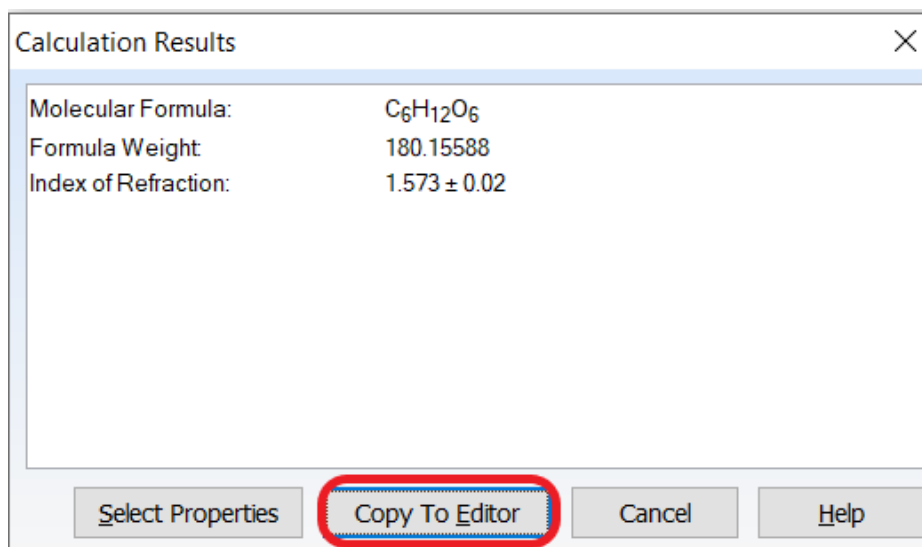 Calculation Results
Molecular Formula: C₆H₁₂O₆
Formula Weight: 180.15588
Index of Refraction: 1.573 ± 0.02
Select Properties Copy To Editor Cancel Help